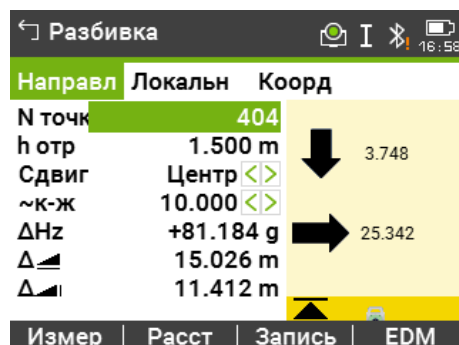 Разбивка
I
16:58
Направл Локальн Коорд
N точк 404
h отр 1.500 m
Сдвиг Центр <>
~к-ж 10.000 <>
ΔHz +81.184 g
Δ 15.026 m
Δ 11.412 m
3.748
25.342
Измер | Расст | Запись | EDM